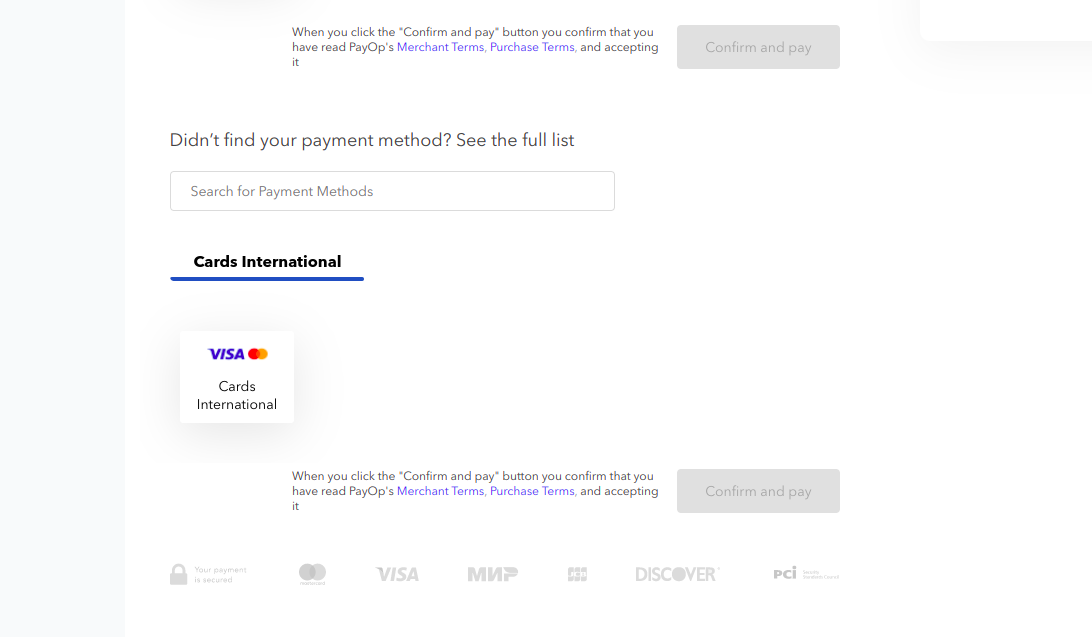 When you click the "Confirm and pay" button you confirm that you
have read PayOp's Merchant Terms, Purchase Terms, and accepting
it
Confirm and pay
Didn’t find your payment method? See the full list
Search for Payment Methods
Cards International
VISA
Cards
International
When you click the "Confirm and pay" button you confirm that you
have read PayOp's Merchant Terms, Purchase Terms, and accepting
it
Confirm and pay
Your payment
is secured
mastercard
VISA
МИР
JCB
DISCOVER
PCI
Security
Standards Council